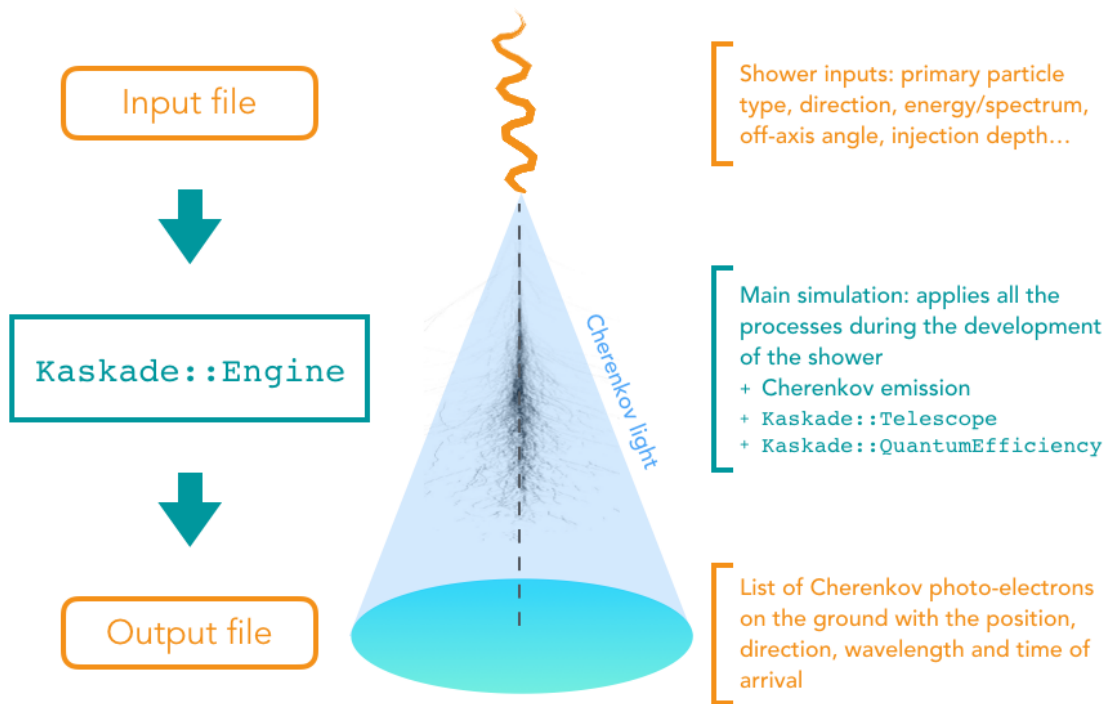 Input file
Shower inputs: primary particle
type, direction, energy/spectrum,
off-axis angle, injection depth…
Kaskade::Engine
Cherenkov light
Main simulation: applies all the
processes during the development
of the shower
+ Cherenkov emission
+ Kaskade::Telescope
+ Kaskade::QuantumEfficiency
Output file
List of Cherenkov photo-electrons
on the ground with the position,
direction, wavelength and time of
arrival